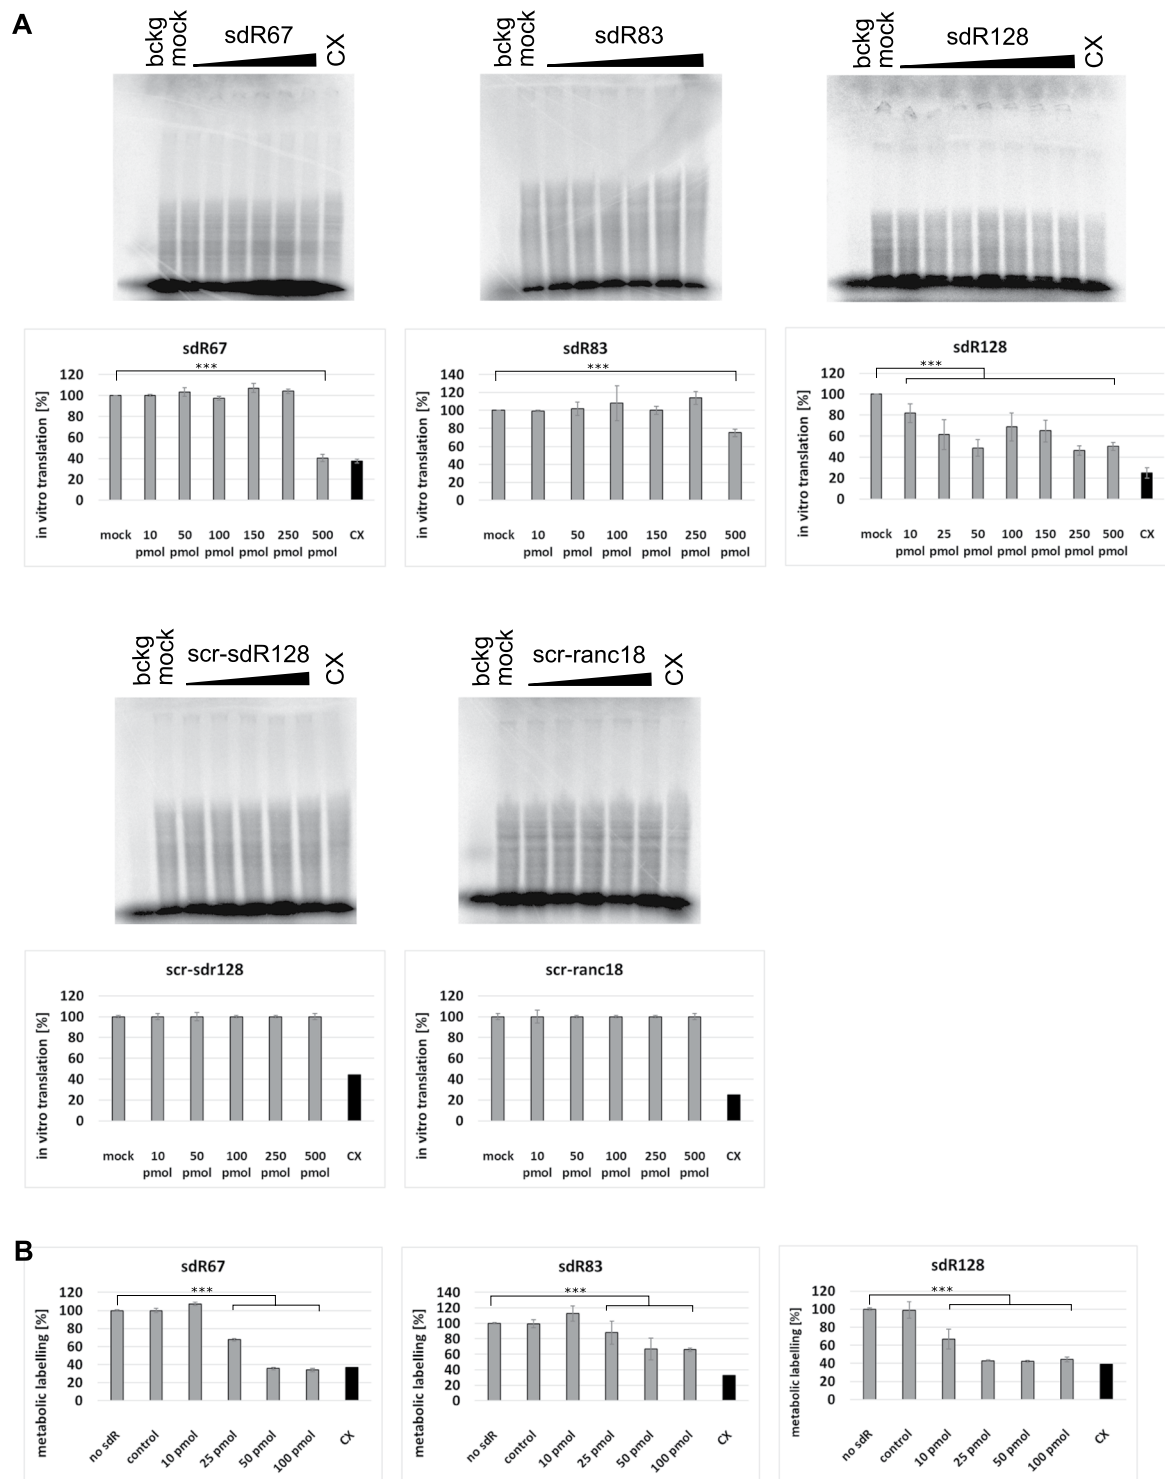 A
bckg
mock
sdR67
CX
bckg
mock
sdR83
bckg
mock
sdR128
CX
sdR67
***
in vitro translation [%]
120
100
80
60
40
20
0
mock 10 pmol 50 pmol 100 pmol 150 pmol 250 pmol 500 pmol CX
sdR83
***
in vitro translation [%]
140
120
100
80
60
40
20
0
mock 10 pmol 50 pmol 100 pmol 150 pmol 250 pmol 500 pmol
sdR128
***
in vitro translation [%]
120
100
80
60
40
20
0
mock 10 pmol 25 pmol 50 pmol 100 pmol 150 pmol 250 pmol 500 pmol CX
bckg
mock
scr-sdR128
CX
bckg
mock
scr-ranc18
CX
scr-sdr128
in vitro translation [%]
120
100
80
60
40
20
0
mock 10 pmol 50 pmol 100 pmol 250 pmol 500 pmol CX
scr-ranc18
in vitro translation [%]
120
100
80
60
40
20
0
mock 10 pmol 50 pmol 100 pmol 250 pmol 500 pmol CX
B
sdR67
***
metabolic labelling [%]
120
100
80
60
40
20
0
no sdR control 10 pmol 25 pmol 50 pmol 100 pmol CX
sdR83
***
metabolic labelling [%]
140
120
100
80
60
40
20
0
no sdR control 10 pmol 25 pmol 50 pmol 100 pmol CX
sdR128
***
metabolic labelling [%]
120
100
80
60
40
20
0
no sdR control 10 pmol 25 pmol 50 pmol 100 pmol CX